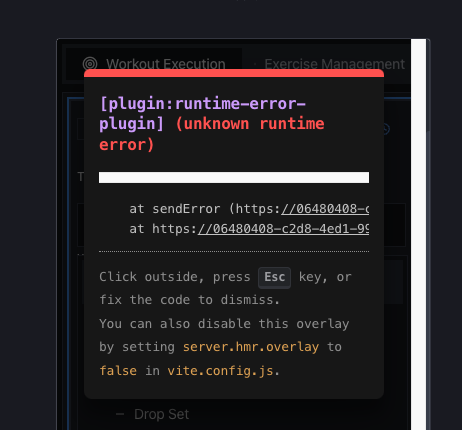 Workout Execution
Exercise Management
[plugin:runtime-error-
plugin] (unknown runtime
error)
at sendError (https://06480408-c
at https://06480408-c2d8-4ed1-99
Click outside, press Esc key, or
fix the code to dismiss.
You can also disable this overlay
by setting server.hmr.overlay to
false in vite.config.js.
– Drop Set